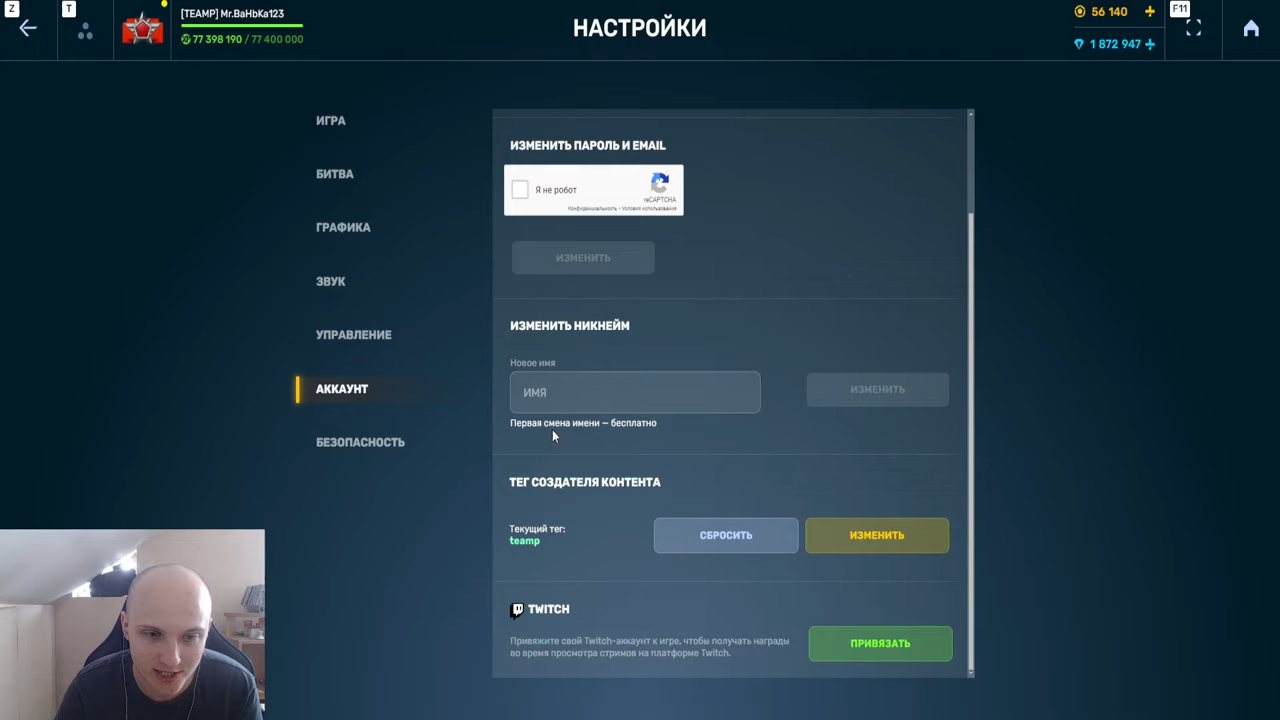 Z
T
[TEAMP] Mr.BaHbKa123
77 398 190 / 77 400 000
НАСТРОЙКИ
56 140
1 872 947
F11
ИГРА
БИТВА
ГРАФИКА
ЗВУК
УПРАВЛЕНИЕ
АККАУНТ
БЕЗОПАСНОСТЬ
ИЗМЕНИТЬ ПАРОЛЬ И EMAIL
Я не робот
reCAPTCHA
Конфиденциальность - Условия использования
ИЗМЕНИТЬ
ИЗМЕНИТЬ НИКНЕЙМ
Новое имя
ИМЯ
ИЗМЕНИТЬ
Первая смена имени – бесплатно
ТЕГ СОЗДАТЕЛЯ КОНТЕНТА
Текущий тег:
teamp
СБРОСИТЬ
ИЗМЕНИТЬ
TWITCH
Привяжите свой Twitch-аккаунт к игре, чтобы получать награды
во время просмотра стримов на платформе Twitch.
ПРИВЯЗАТЬ